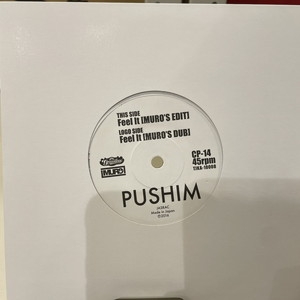 THIS SIDE
Feel It [MURO'S EDIT]
LOGO SIDE
Feel It [MURO'S DUB]
MURO
CP-14
45rpm
PUSHIM
JASRAC
Made in Japan